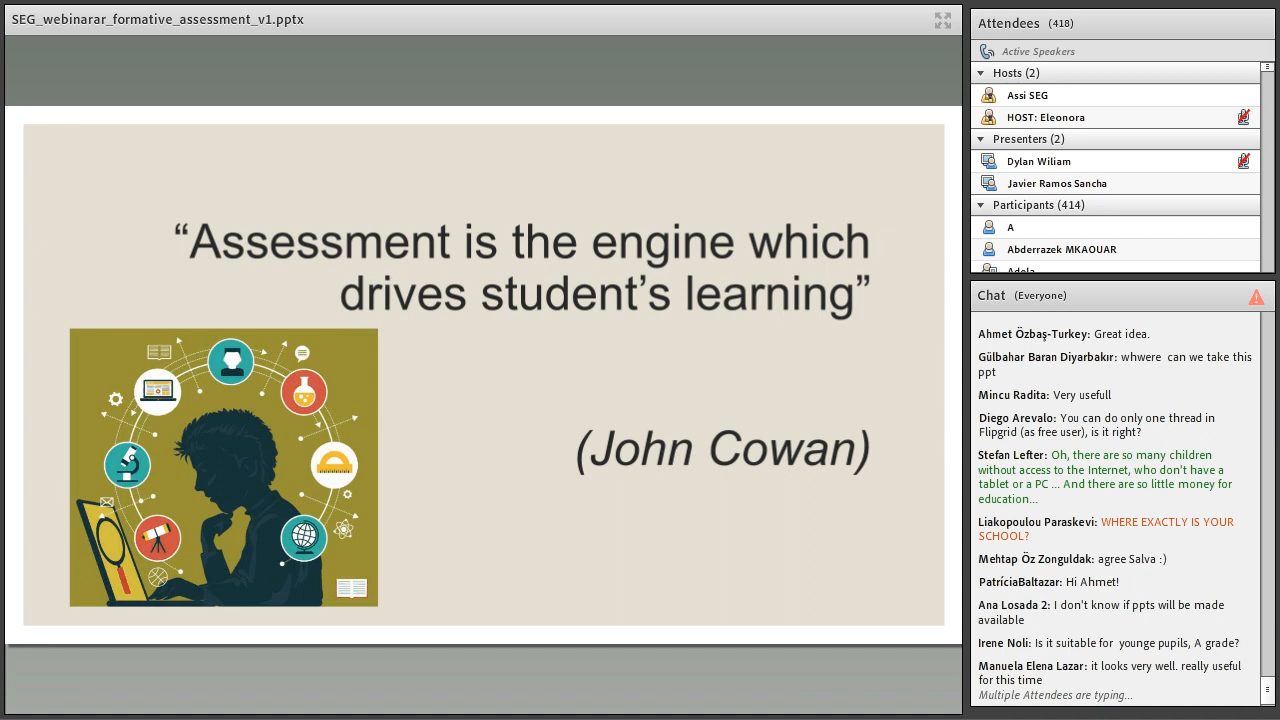 SEG_webinarar_formative_assessment_v1.pptx
“Assessment is the engine which
drives student’s learning”
(John Cowan)
Attendees (418)
Active Speakers
Hosts (2)
Assi SEG
HOST: Eleonora
Presenters (2)
Dylan Wiliam
Javier Ramos Sancha
Participants (414)
A
Abderrazek MKAOUAR
Adela
Chat (Everyone)
Ahmet Özbaş-Turkey: Great idea.
Gülbahar Baran Diyarbakır: whwere can we take this
ppt
Mincu Radita: Very usefull
Diego Arevalo: You can do only one thread in
Flipgrid (as free user), is it right?
Stefan Lefter: Oh, there are so many children
without access to the Internet, who don't have a
tablet or a PC ... And there are so little money for
education...
Liakopoulou Paraskevi: WHERE EXACTLY IS YOUR
SCHOOL?
Mehtap Öz Zonguldak: agree Salva :)
PatríciaBaltazar: Hi Ahmet!
Ana Losada 2: I don't know if ppts will be made
available
Irene Noli: Is it suitable for younge pupils, A grade?
Manuela Elena Lazar: it looks very well. really useful
for this time
Multiple Attendees are typing...